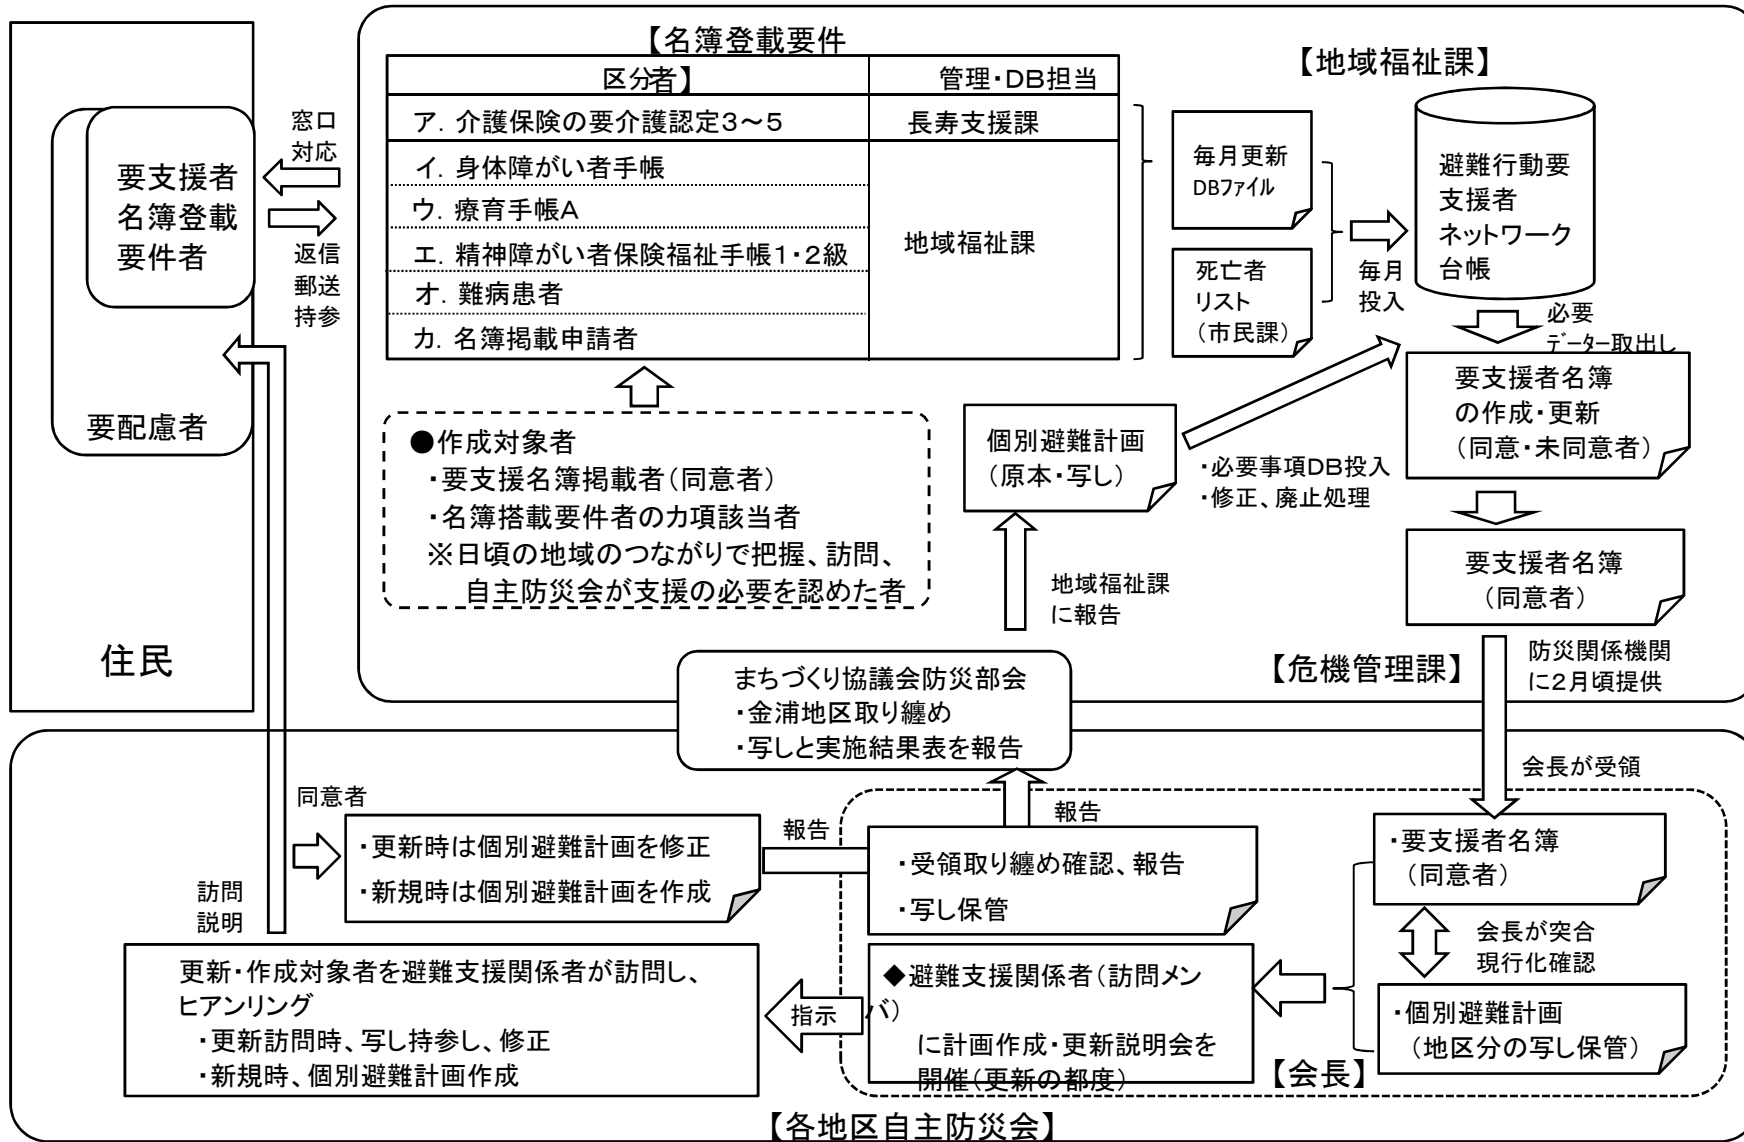 要支援者
名簿登載
要件者
要配慮者
住民
窓口
対応
返信
郵送
持参
【名簿登載要件
者】
区分
管理・DB担当
ア．介護保険の要介護認定３～５
長寿支援課
イ．身体障がい者手帳
ウ．療育手帳A
エ．精神障がい者保険福祉手帳１・２級
オ．難病患者
カ．名簿掲載申請者
地域福祉課
【地域福祉課】
毎月更新
DBファイル
死亡者
リスト
（市民課）
毎月
投入
避難行動要
支援者
ネットワーク
台帳
必要
データー取出し
要支援者名簿
の作成・更新
（同意・未同意者）
要支援者名簿
（同意者）
●作成対象者
・要支援名簿掲載者（同意者）
・名簿搭載要件者のカ項該当者
※日頃の地域のつながりで把握、訪問、
自主防災会が支援の必要を認めた者
個別避難計画
（原本・写し）
・必要事項DB投入
・修正、廃止処理
地域福祉課
に報告
【危機管理課】
防災関係機関
に２月頃提供
まちづくり協議会防災部会
・金浦地区取り纏め
・写しと実施結果表を報告
会長が受領
同意者
・更新時は個別避難計画を修正
・新規時は個別避難計画を作成
報告
報告
・受領取り纏め確認、報告
・写し保管
・要支援者名簿
（同意者）
会長が突合
現行化確認
・個別避難計画
（地区分の写し保管）
【会長】
◆避難支援関係者（訪問メン
バ）
に計画作成・更新説明会を
開催（更新の都度）
指示
訪問
説明
更新・作成対象者を避難支援関係者が訪問し、
ヒアンリング
・更新訪問時、写し持参し、修正
・新規時、個別避難計画作成
【各地区自主防災会】